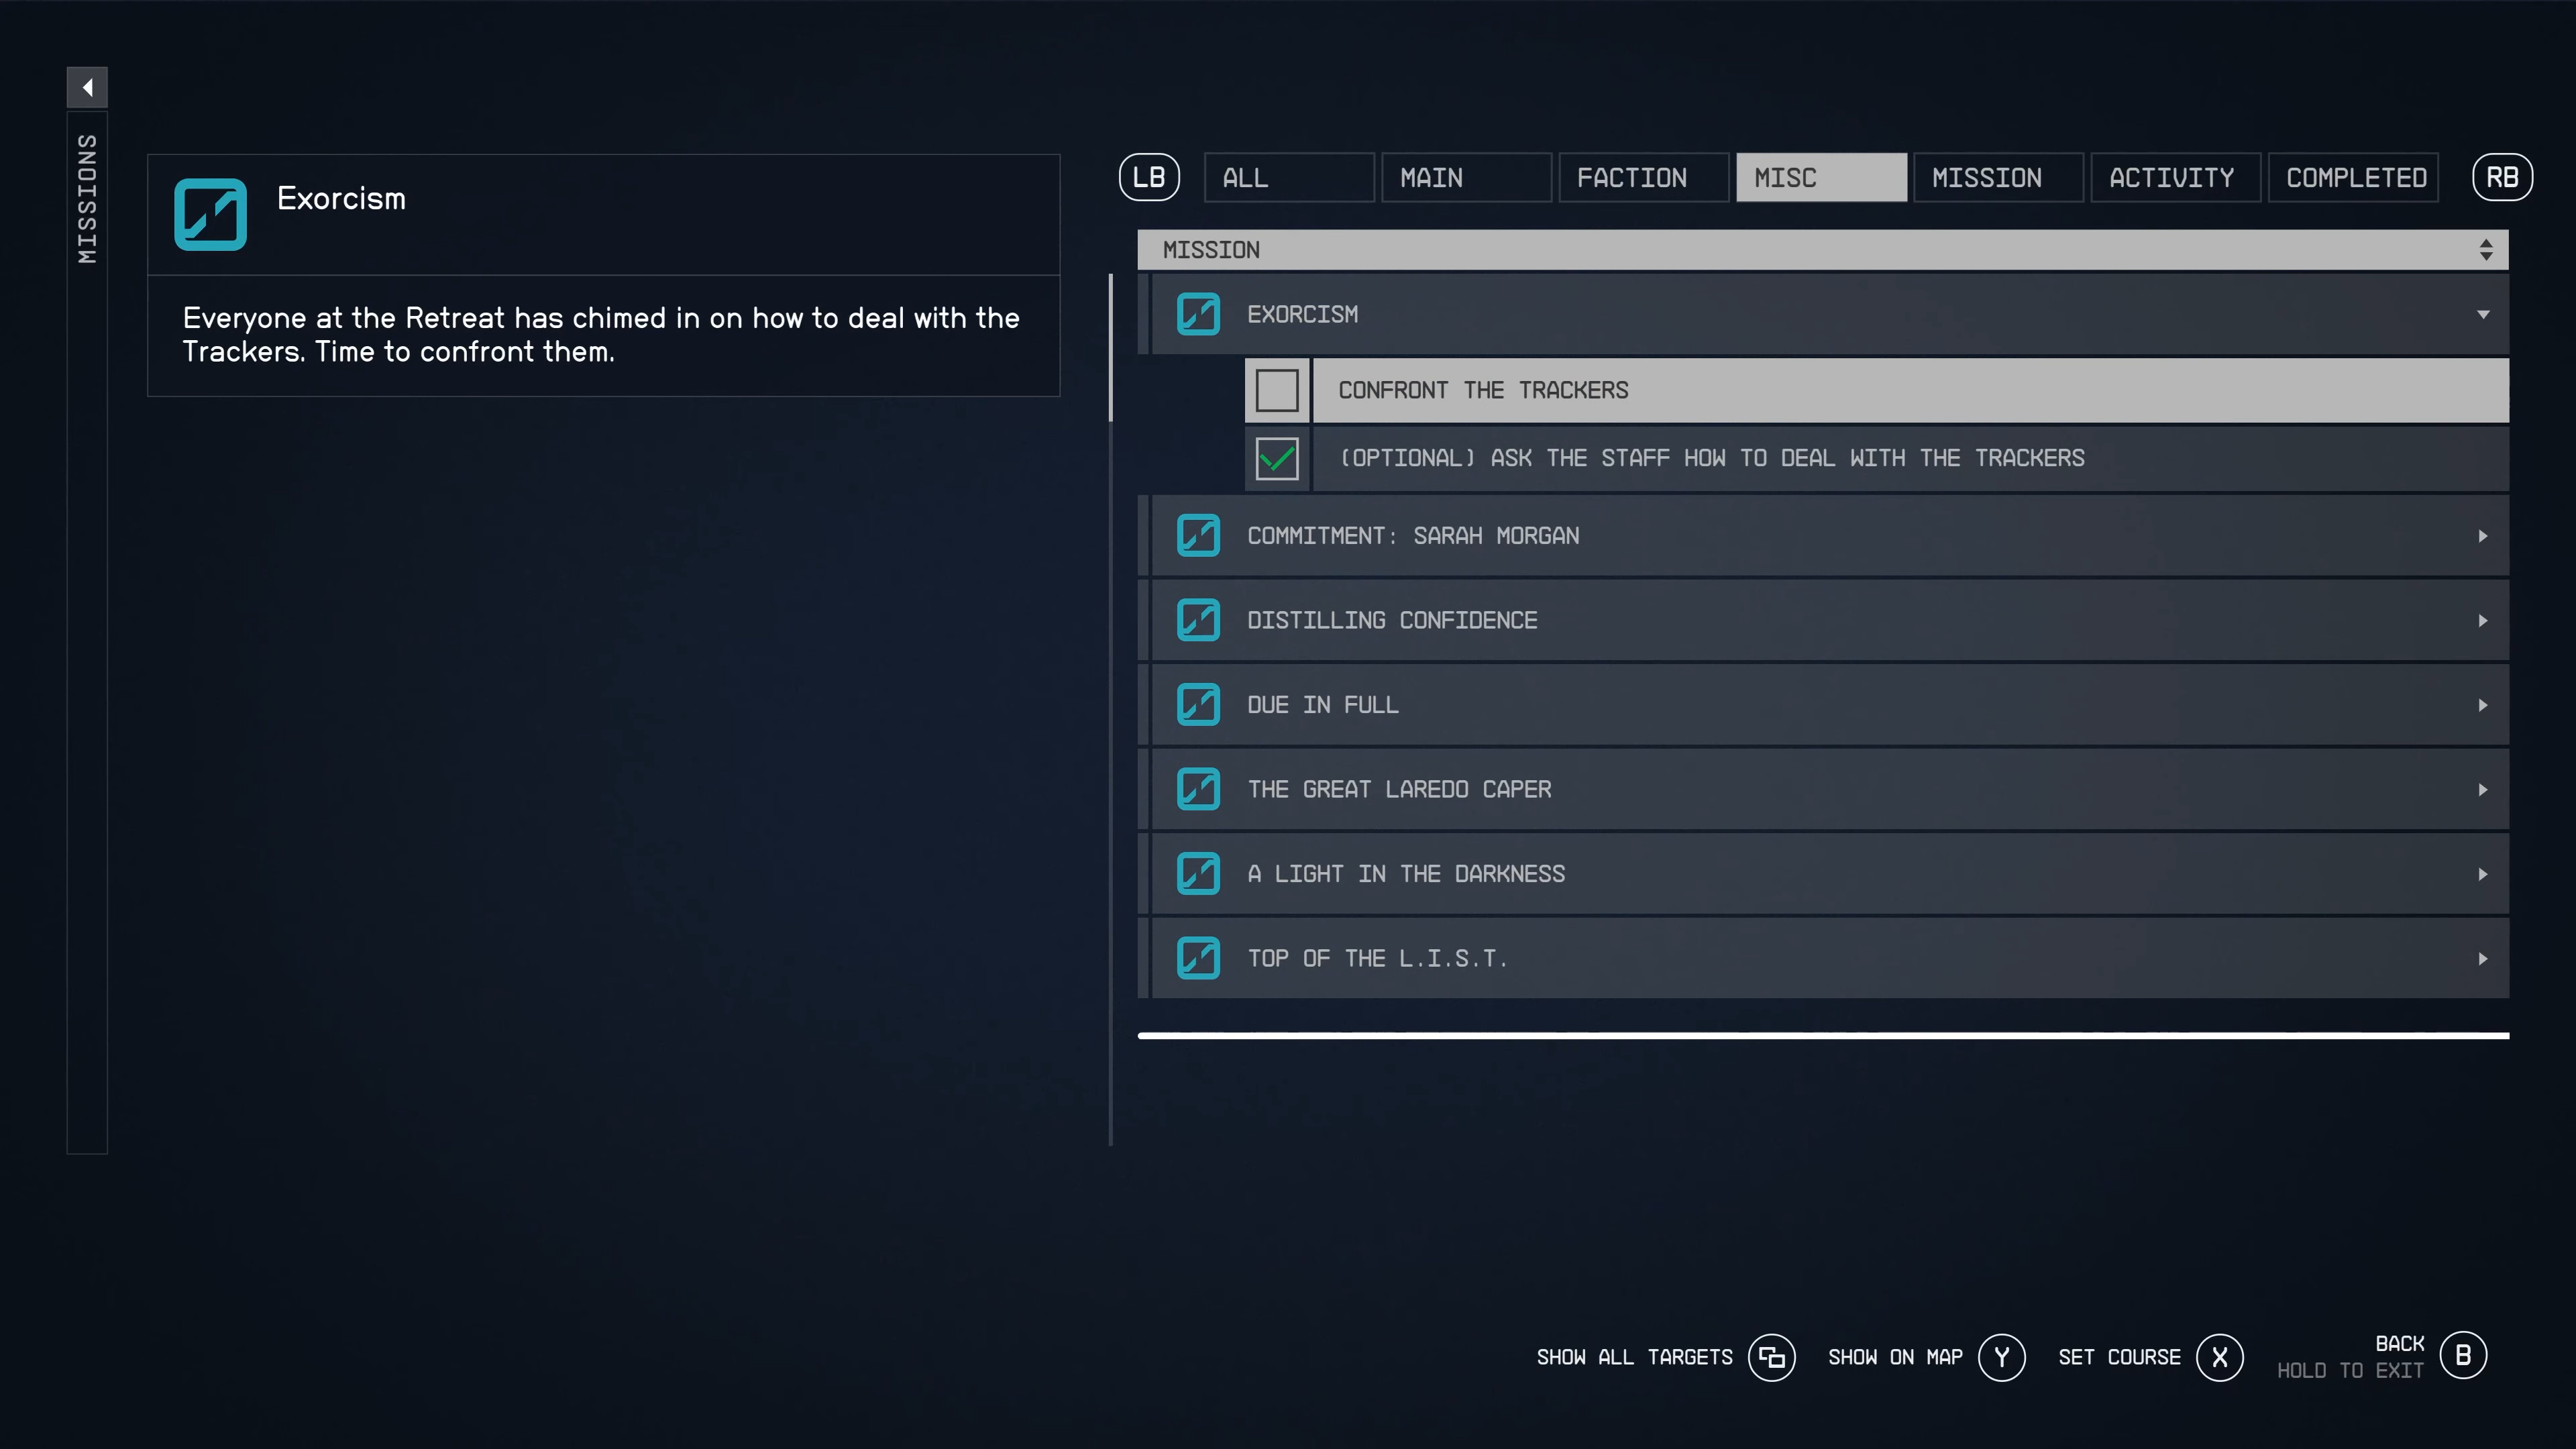 MISSIONS
Exorcism
Everyone at the Retreat has chimed in on how to deal with the
Trackers. Time to confront them.
LB ALL MAIN FACTION MISC MISSION ACTIVITY COMPLETED RB
MISSION
EXORCISM
CONFRONT THE TRACKERS
(OPTIONAL) ASK THE STAFF HOW TO DEAL WITH THE TRACKERS
COMMITMENT: SARAH MORGAN
DISTILLING CONFIDENCE
DUE IN FULL
THE GREAT LAREDO CAPER
A LIGHT IN THE DARKNESS
TOP OF THE L.I.S.T.
SHOW ALL TARGETS SHOW ON MAP Y SET COURSE X BACK B
HOLD TO EXIT